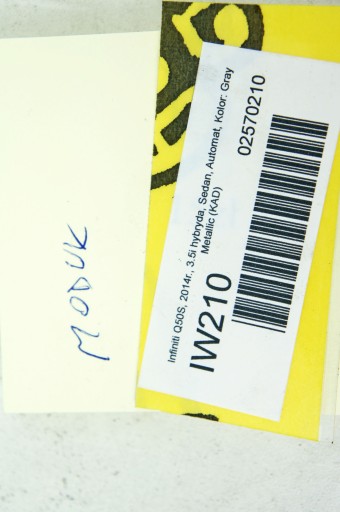 MODUK
Infiniti Q50S, 2014r., 3.5i hybryda, Sedan, Automat, Kolor: Gray
Metallic (KAD)
IW210
02570210